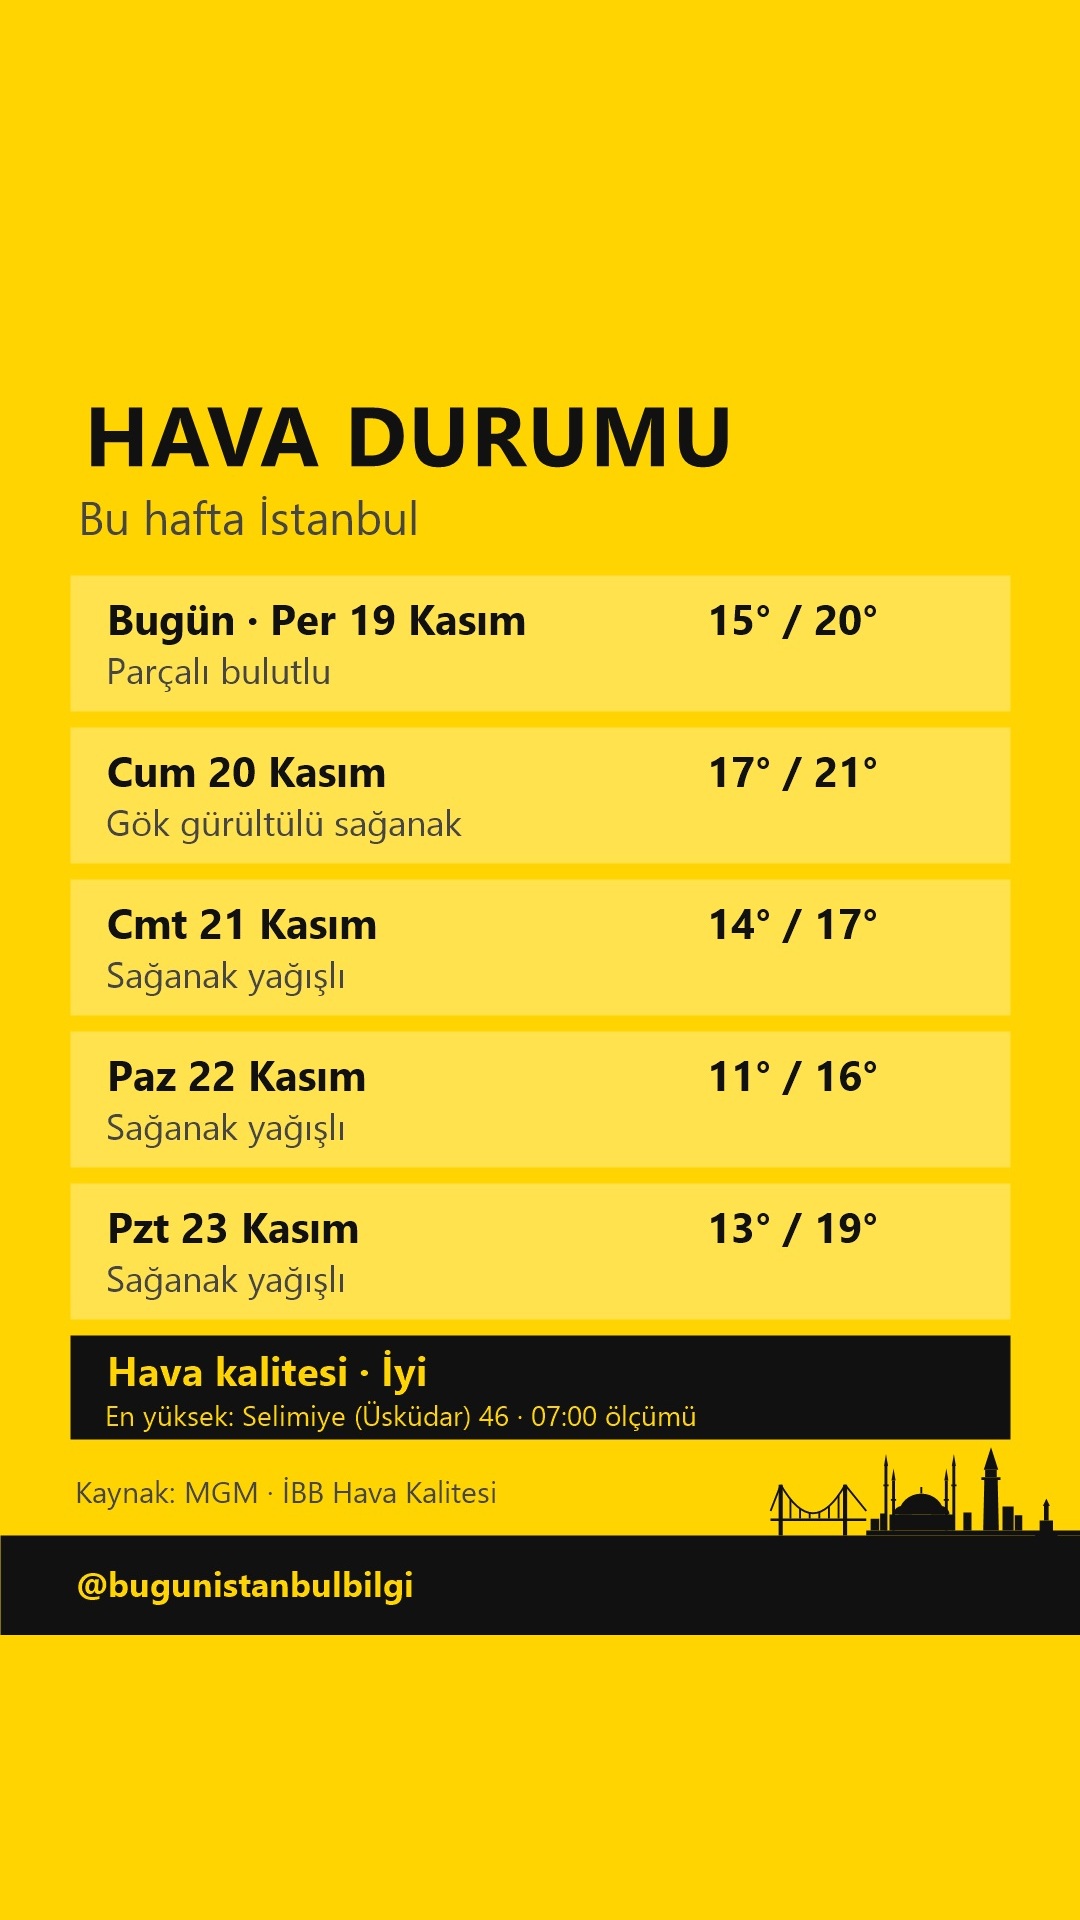 HAVA DURUMU
Bu hafta İstanbul
Bugün · Per 19 Kasım 15° / 20°
Parçalı bulutlu
Cum 20 Kasım 17° / 21°
Gök gürültülü sağanak
Cmt 21 Kasım 14° / 17°
Sağanak yağışlı
Paz 22 Kasım 11° / 16°
Sağanak yağışlı
Pzt 23 Kasım 13° / 19°
Sağanak yağışlı
Hava kalitesi · İyi
En yüksek: Selimiye (Üsküdar) 46 · 07:00 ölçümü
Kaynak: MGM · İBB Hava Kalitesi
@bugunistanbulbilgi